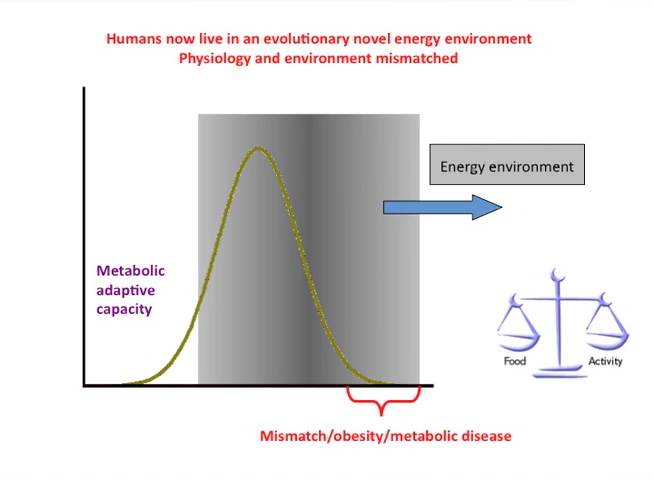 Humans now live in an evolutionary novel energy environment
Physiology and environment mismatched
Energy environment
Metabolic
adaptive
capacity
Food
Activity
Mismatch/obesity/metabolic disease